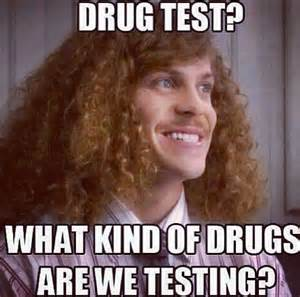 DRUG TEST?
WHAT KIND OF DRUGS
ARE WE TESTING?